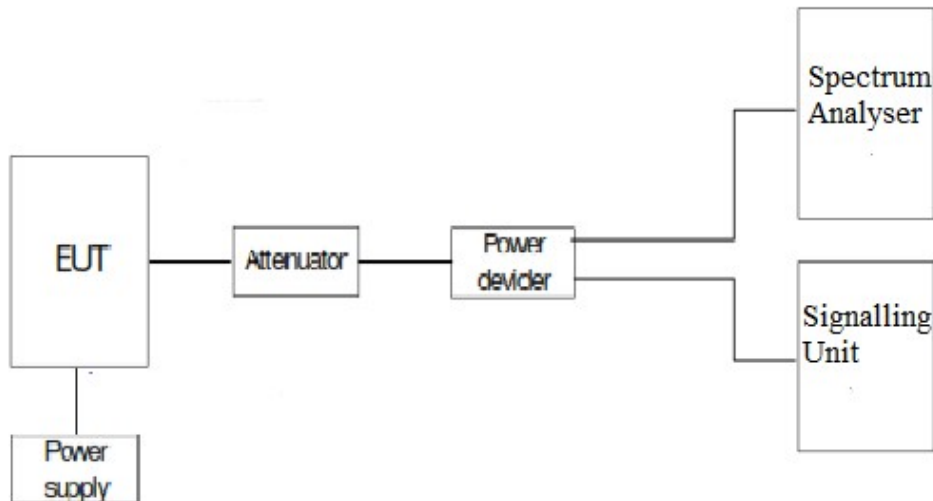 Spectrum
Analyser
EUT
Attenuator
Power
devider
Signalling
Unit
Power
supply